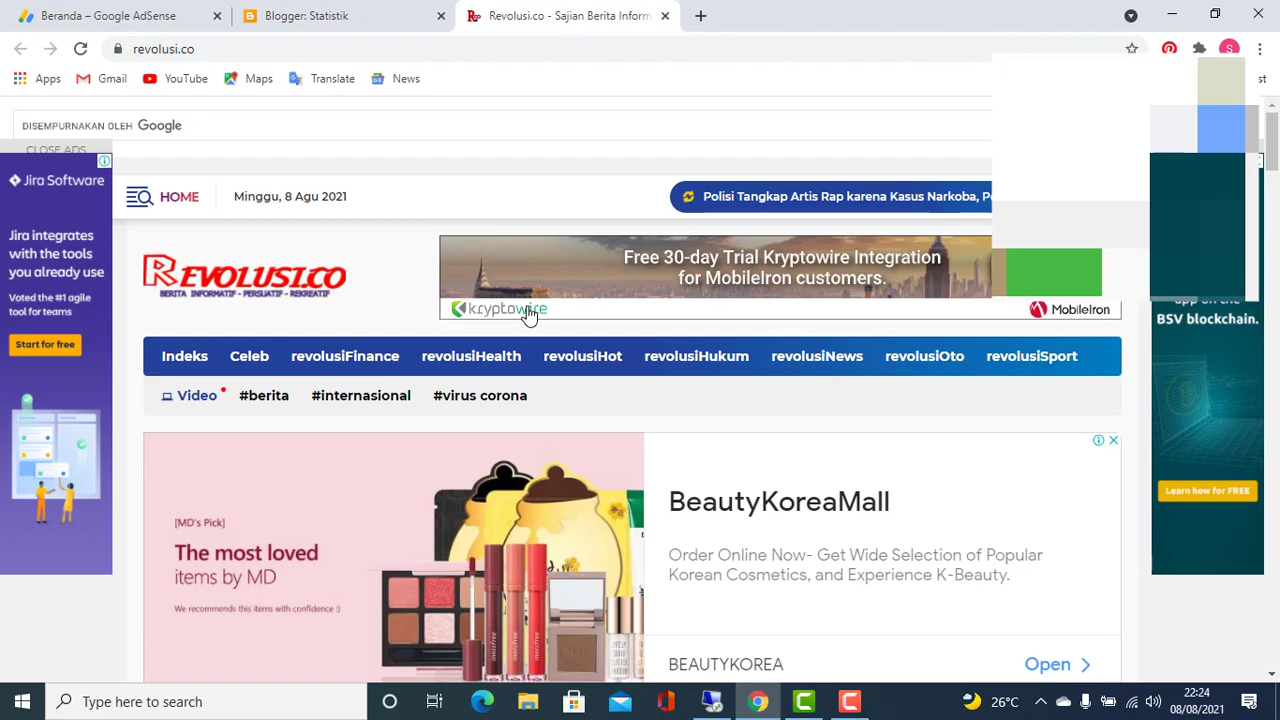 Beranda – Google AdSense
Blogger: Statistik
Revolusi.co - Sajian Berita Inform
revolusi.co
S
Apps
Gmail
YouTube
Maps
Translate
News
DISEMPURNAKAN OLEH Google
CLOSE ADS
HOME
Minggu, 8 Agu 2021
Polisi Tangkap Artis Rap karena Kasus Narkoba,
Jira Software
Jira integrates
with the tools
you already use
Voted the #1 agile
tool for teams
Start for free
REVOLUSI.CO
BERITA INFORMATIF - PERSUATIF - REKREATIF
Free 30-day Trial Kryptowire Integration
for MobileIron customers.
kryptowire
MobileIron
app on the
BSV blockchain.
Learn how for FREE
Indeks
Celeb
revolusiFinance
revolusiHealth
revolusiHot
revolusiHukum
revolusiNews
revolusiOto
revolusiSport
Video
#berita
#internasional
#virus corona
[MD's Pick]
The most loved
items by MD
We recommends this items with confidence :)
BeautyKoreaMall
Order Online Now- Get Wide Selection of Popular
Korean Cosmetics, and Experience K-Beauty.
BEAUTYKOREA
Open
Type here to search
26°C
22:24
08/08/2021